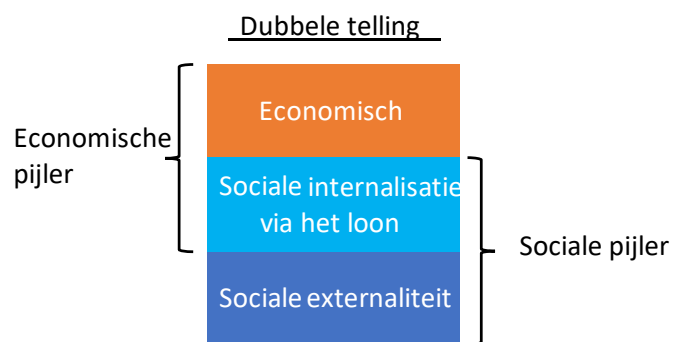 Dubbele telling
Economisch
Economische
pijler
Sociale internalisatie
via het loon
Sociale pijler
Sociale externaliteit